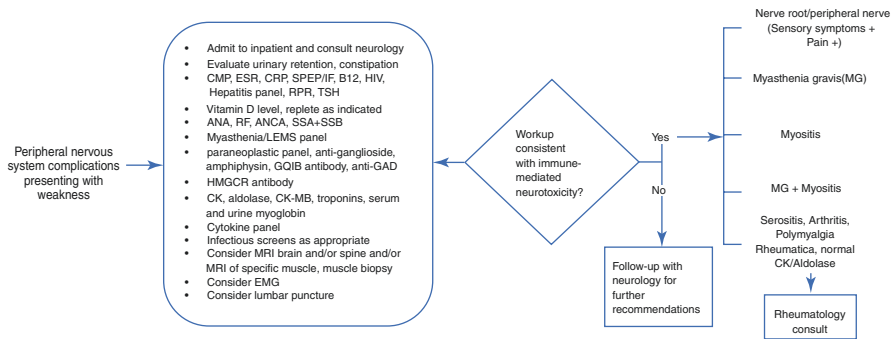 Peripheral nervous
system complications
presenting with
weakness
• Admit to inpatient and consult neurology
• Evaluate urinary retention, constipation
• CMP, ESR, CRP, SPEP/IF, B12, HIV,
Hepatitis panel, RPR, TSH
• Vitamin D level, replete as indicated
• ANA, RF, ANCA, SSA+SSB
• Myasthenia/LEMS panel
• paraneoplastic panel, anti-ganglioside,
amphiphysin, GQIB antibody, anti-GAD
• HMGCR antibody
• CK, aldolase, CK-MB, troponins, serum
and urine myoglobin
• Cytokine panel
• Infectious screens as appropriate
• Consider MRI brain and/or spine and/or
MRI of specific muscle, muscle biopsy
• Consider EMG
• Consider lumbar puncture
Workup
consistent
with immune-
mediated
neurotoxicity?
Yes
No
Follow-up with
neurology for
further
recommendations
Nerve root/peripheral nerve
(Sensory symptoms +
Pain +)
Myasthenia gravis(MG)
Myositis
MG + Myositis
Serositis, Arthritis,
Polymyalgia
Rheumatica, normal
CK/Aldolase
Rheumatology
consult